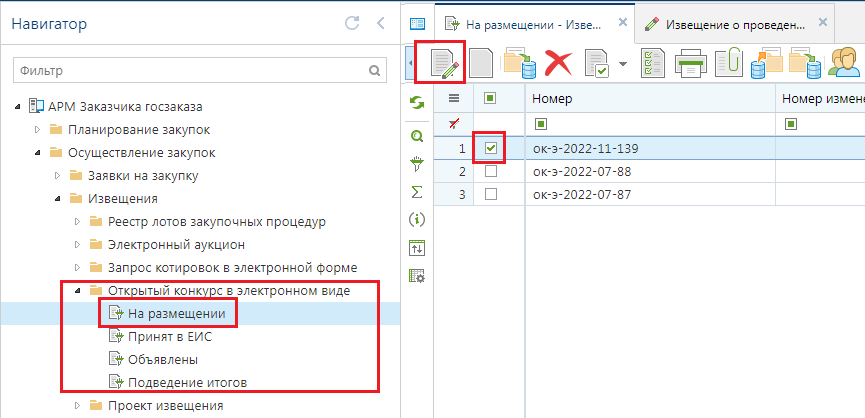 Навигатор
Фильтр
АРМ Заказчика госзаказа
Планирование закупок
Осуществление закупок
Заявки на закупку
Извещения
Реестр лотов закупочных процедур
Электронный аукцион
Запрос котировок в электронной форме
Открытый конкурс в электронном виде
На размещении
Принят в ЕИС
Объявлены
Подведение итогов
Проект извещения
На размещении - Изве...
Извещение о проведен...
Номер
Номер измене
1 ок-э-2022-11-139
2 ок-э-2022-07-88
3 ок-э-2022-07-87